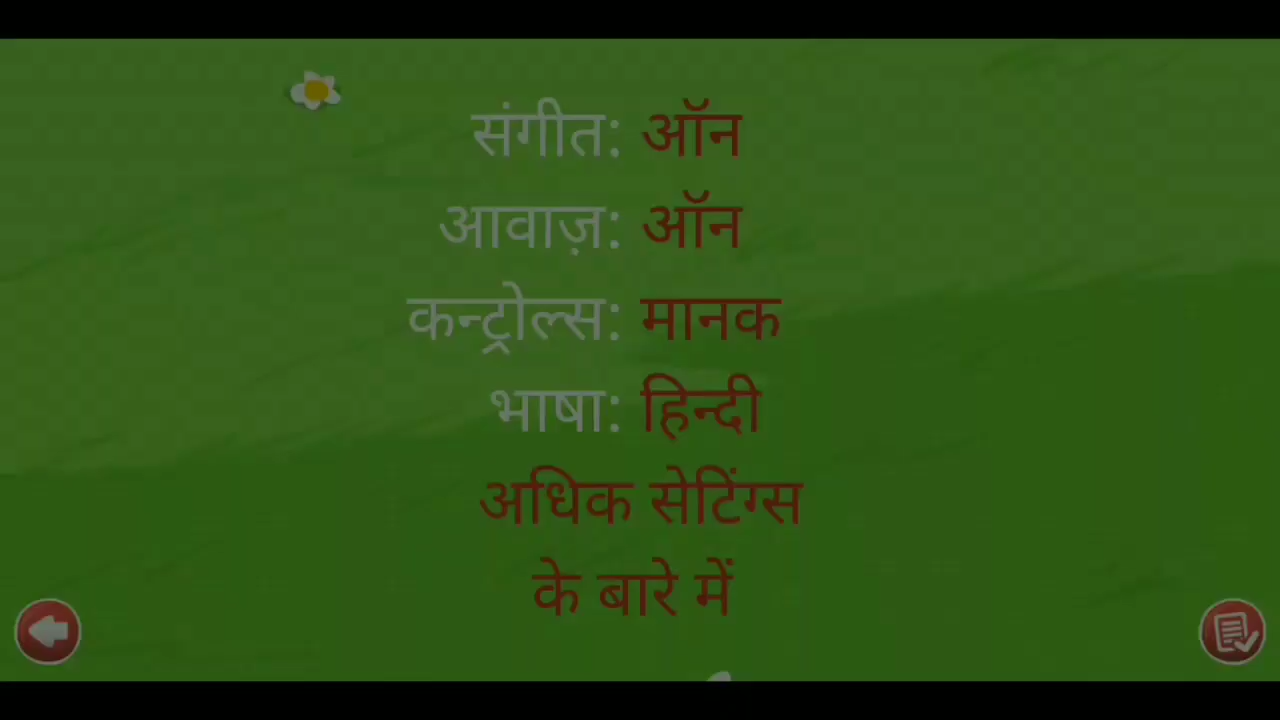 संगीत: ऑन
आवाज़: ऑन
कन्ट्रोल्स: मानक
भाषा: हिन्दी
अधिक सेटिंग्स
के बारे में